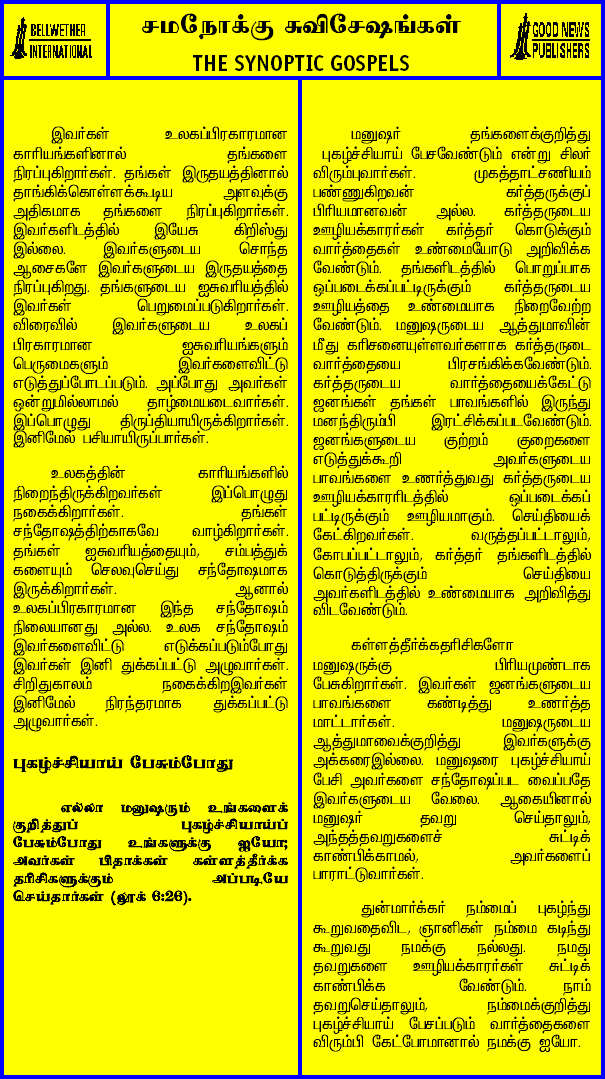 BELLWETHER
INTERNATIONAL
சமநோக்கு சுவிசேஷங்கள்
THE SYNOPTIC GOSPELS
GOOD NEWS
PUBLISHERS
இவர்கள் உலகப்பிரகாரமான
காரியங்களினால் தங்களை
நிரப்புகிறார்கள். தங்கள் இருதயத்தினால்
தாங்கிக்கொள்ளக்கூடிய அளவுக்கு
அதிகமாக தங்களை நிரப்புகிறார்கள்.
இவர்களிடத்தில் இயேசு கிறிஸ்து
இல்லை. இவர்களுடைய சொந்த
ஆசைகளே இவர்களுடைய இருதயத்தை
நிரப்புகிறது. தங்களுடைய ஐசுவரியத்தில்
இவர்கள் பெறுமைப்படுகிறார்கள்.
விரைவில் இவர்களுடைய உலகப்
பிரகாரமான ஐசுவரியங்களும்
பெருமைகளும் இவர்களைவிட்டு
எடுத்துப்போடப்படும். அப்போது அவர்கள்
ஒன்றுமில்லாமல் தாழ்மையடைவார்கள்.
இப்பொழுது திருப்தியாயிருக்கிறார்கள்.
இனிமேல் பசியாயிருப்பார்கள்.
உலகத்தின் காரியங்களில்
நிறைந்திருக்கிறவர்கள் இப்பொழுது
நகைக்கிறார்கள். தங்கள்
சந்தோஷத்திற்காகவே வாழ்கிறார்கள்.
தங்கள் ஐசுவரியத்தையும், சம்பத்துக்
களையும் செலவுசெய்து சந்தோஷமாக
இருக்கிறார்கள். ஆனால்
உலகப்பிரகாரமான இந்த சந்தோஷம்
நிலையானது அல்ல. உலக சந்தோஷம்
இவர்களைவிட்டு எடுக்கப்படும்போது
இவர்கள் இனி துக்கப்பட்டு அழுவார்கள்.
சிறிதுகாலம் நகைக்கிறஇவர்கள்
இனிமேல் நிரந்தரமாக துக்கப்பட்டு
அழுவார்கள்.
புகழ்ச்சியாய் பேசும்போது
எல்லா மனுஷரும் உங்களைக்
குறித்துப் புகழ்ச்சியாய்ப்
பேசும்போது உங்களுக்கு ஐயோ;
அவர்கள் பிதாக்கள் கள்ளத்தீர்க்க
தரிசிகளுக்கும் அப்படியே
செய்தார்கள் (லூக் 6:26).
மனுஷர் தங்களைக்குறித்து
புகழ்ச்சியாய் பேசவேண்டும் என்று சிலர்
விரும்புவார்கள். முகத்தாட்சணியம்
பண்ணுகிறவன் கர்த்தருக்குப்
பிரியமானவன் அல்ல. கர்த்தருடைய
ஊழியக்காரர்கள் கர்த்தர் கொடுக்கும்
வார்த்தைகள் உண்மையோடு அறிவிக்க
வேண்டும். தங்களிடத்தில் பொறுப்பாக
ஒப்படைக்கப்பட்டிருக்கும் கர்த்தருடைய
ஊழியத்தை உண்மையாக நிறைவேற்ற
வேண்டும். மனுஷருடைய ஆத்துமாவின்
மீது கரிசனையுள்ளவர்களாக கர்த்தருடை
வார்த்தையை பிரசங்கிக்கவேண்டும்.
கர்த்தருடைய வார்த்தையைக்கேட்டு
ஜனங்கள் தங்கள் பாவங்களில் இருந்து
மனந்திரும்பி இரட்சிக்கப்படவேண்டும்.
ஜனங்களுடைய குற்றம் குறைகளை
எடுத்துக்கூறி அவர்களுடைய
பாவங்களை உணர்த்துவது கர்த்தருடைய
ஊழியக்காரரிடத்தில் ஒப்படைக்கப்
பட்டிருக்கும் ஊழியமாகும். செய்தியைக்
கேட்கிறவர்கள். வருத்தப்பட்டாலும்,
கோபப்பட்டாலும், கர்த்தர் தங்களிடத்தில்
கொடுத்திருக்கும் செய்தியை
அவர்களிடத்தில் உண்மையாக அறிவித்து
விடவேண்டும்.
கள்ளத்தீர்க்கதரிசிகளோ
மனுஷருக்கு பிரியமுண்டாக
பேசுகிறார்கள். இவர்கள் ஜனங்களுடைய
பாவங்களை கண்டித்து உணர்த்த
மாட்டார்கள். மனுஷருடைய
ஆத்துமாவைக்குறித்து இவர்களுக்கு
அக்கரைஇல்லை. மனுஷரை புகழ்ச்சியாய்
பேசி அவர்களை சந்தோஷப்பட வைப்பதே
இவர்களுடைய வேலை. ஆகையினால்
மனுஷர் தவறு செய்தாலும்,
அந்தத்தவறுகளைச் சுட்டிக்
காண்பிக்காமல், அவர்களைப்
பாராட்டுவார்கள்.
துன்மார்க்கர் நம்மைப் புகழ்ந்து
கூறுவதைவிட, ஞானிகள் நம்மை கடிந்து
கூறுவது நமக்கு நல்லது. நமது
தவறுகளை ஊழியக்காரர்கள் சுட்டிக்
காண்பிக்க வேண்டும். நாம்
தவறுசெய்தாலும், நம்மைக்குறித்து
புகழ்ச்சியாய் பேசப்படும் வார்த்தைகளை
விரும்பி கேட்போமானால் நமக்கு ஐயோ.